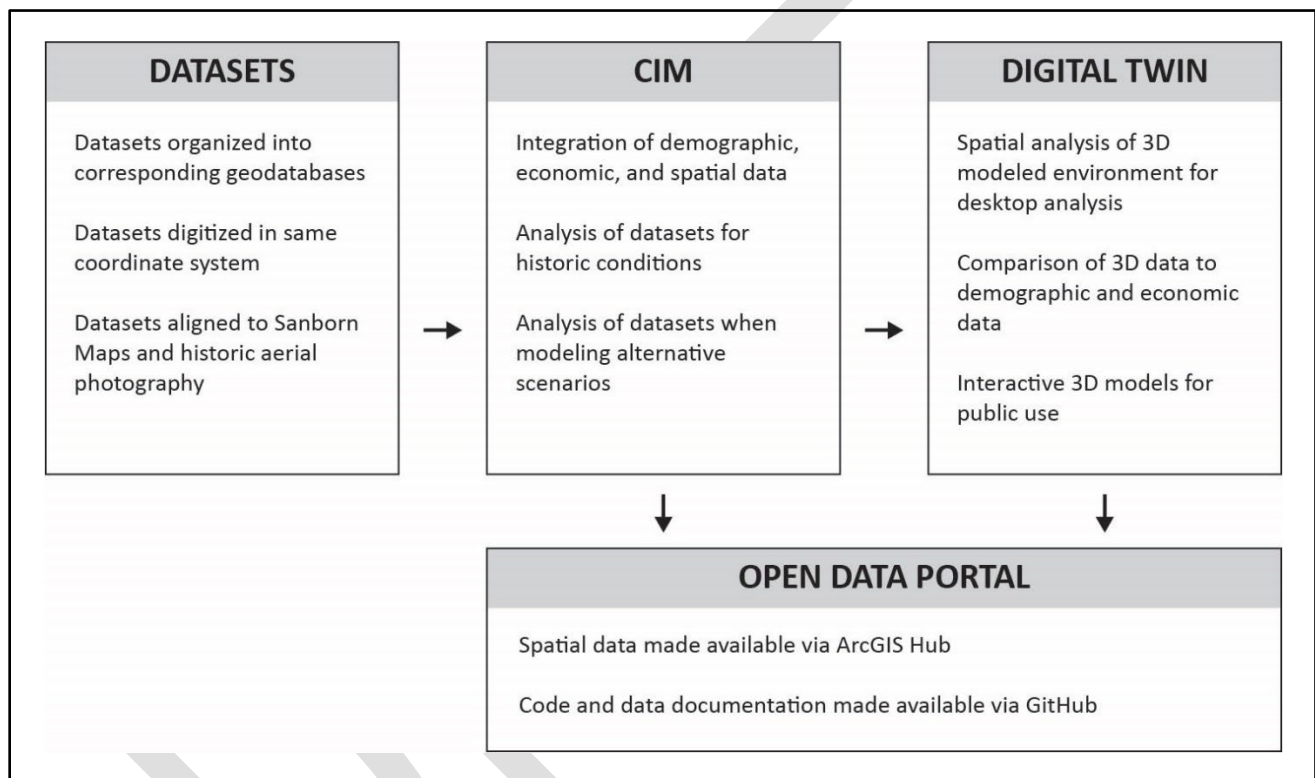 DATASETS
Datasets organized into
corresponding geodatabases
Datasets digitized in same
coordinate system
Datasets aligned to Sanborn
Maps and historic aerial
photography
CIM
Integration of demographic,
economic, and spatial data
Analysis of datasets for
historic conditions
Analysis of datasets when
modeling alternative
scenarios
DIGITAL TWIN
Spatial analysis of 3D
modeled environment for
desktop analysis
Comparison of 3D data to
demographic and economic
data
Interactive 3D models for
public use
OPEN DATA PORTAL
Spatial data made available via ArcGIS Hub
Code and data documentation made available via GitHub